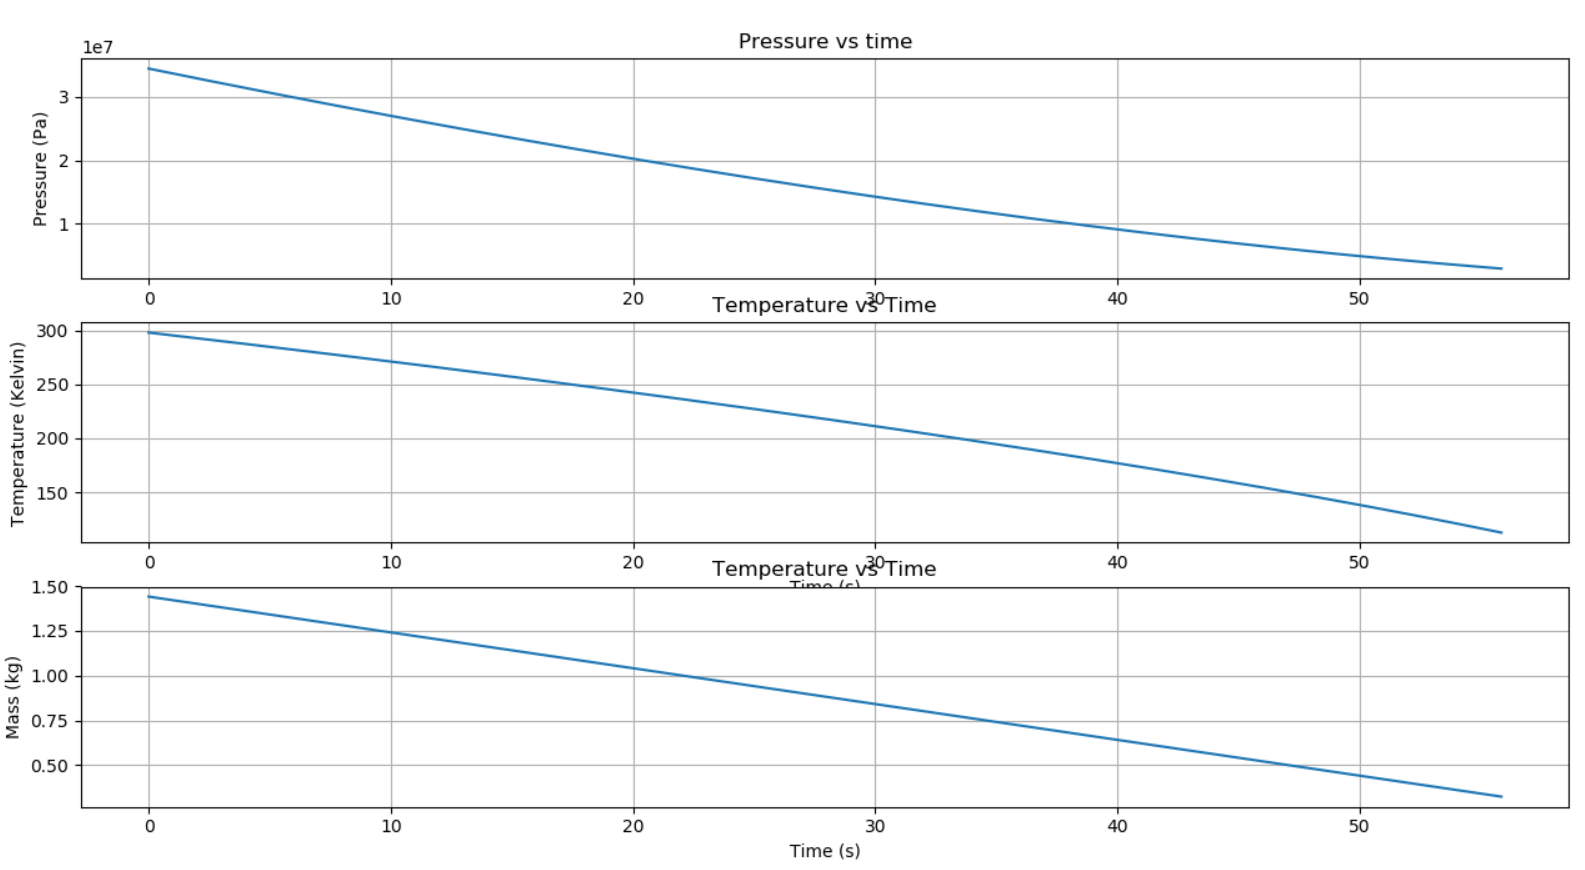 Pressure vs time
1e7
Pressure (Pa)
3
2
1
0 10 20 30 40 50
Temperature vs Time
Temperature (Kelvin)
300
250
200
150
0 10 20 30 40 50
Time (s)
Temperature vs Time
Mass (kg)
1.50
1.25
1.00
0.75
0.50
0 10 20 30 40 50
Time (s)